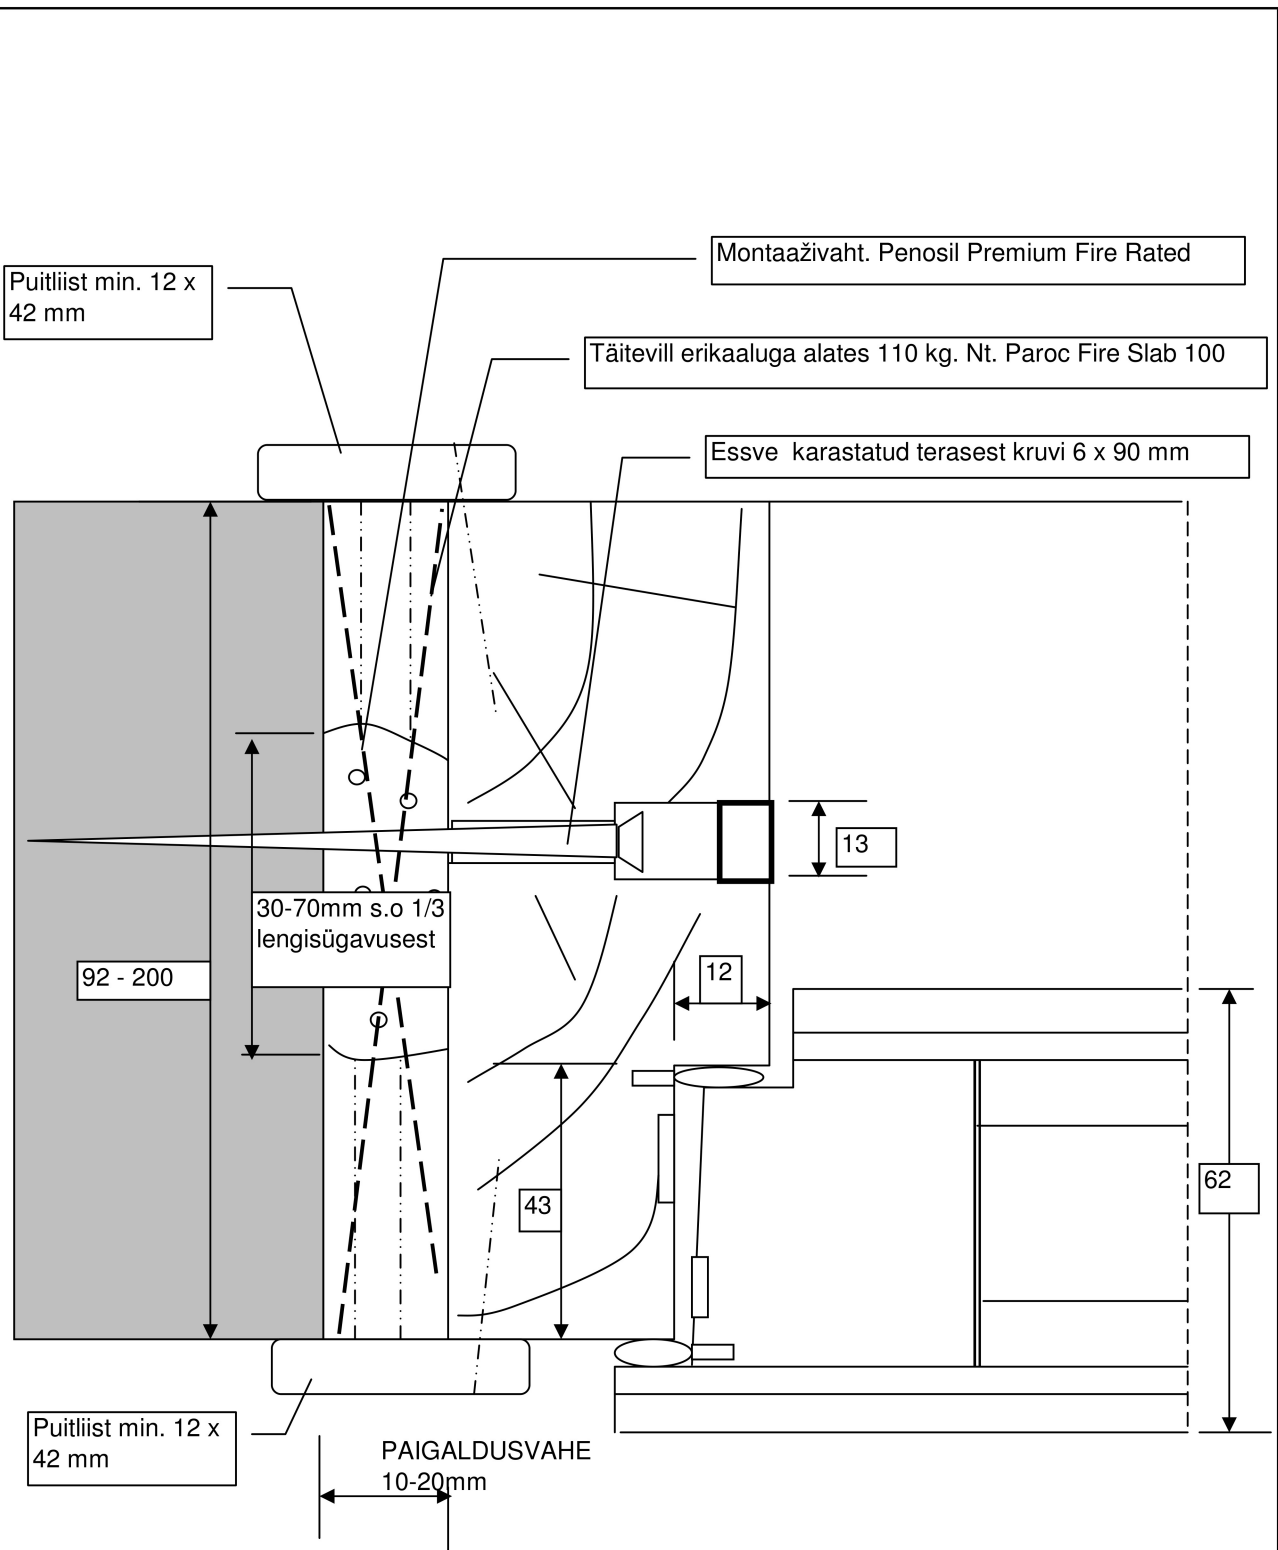 Montaaživaht. Penosil Premium Fire Rated
Puitliist min. 12 x
42 mm
Täitevill erikaaluga alates 110 kg. Nt. Paroc Fire Slab 100
Essve  karastatud terasest kruvi 6 x 90 mm
13
30-70mm s.o 1/3
lengisügavusest
92 - 200
12
62
43
Puitliist min. 12 x
42 mm
PAIGALDUSVAHE
10-20mm